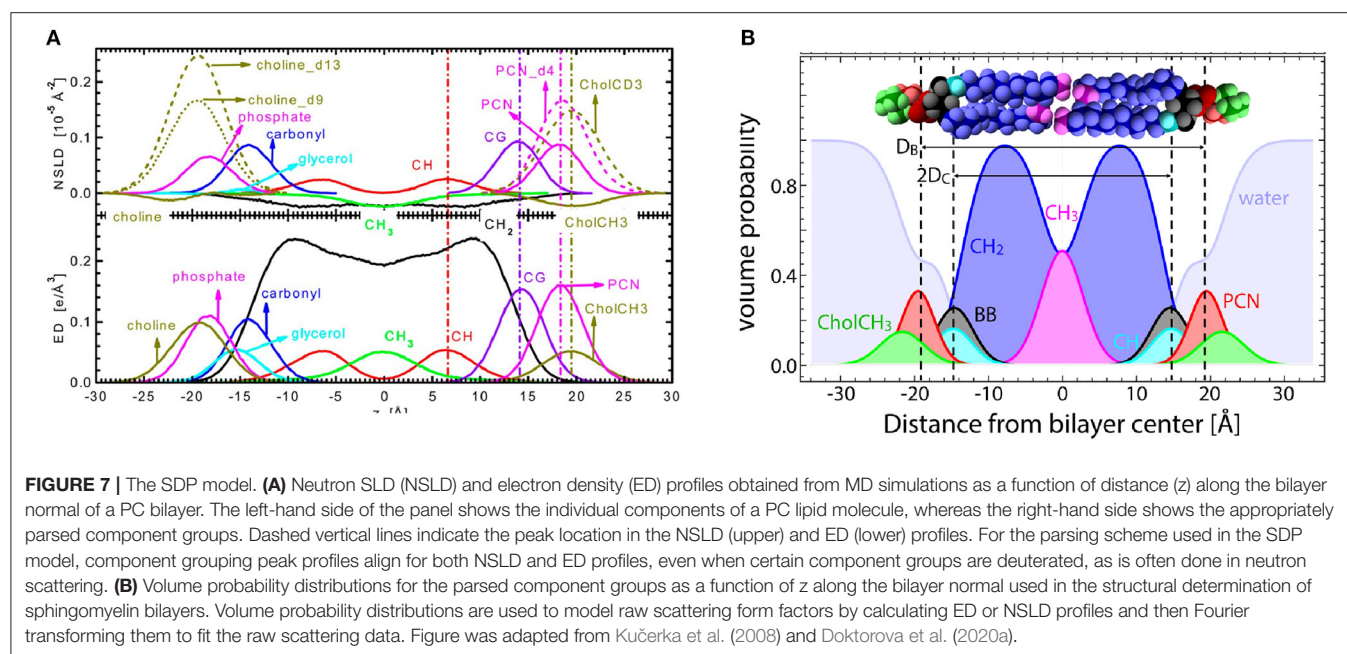 A
choline_d13
choline_d9
phosphate
carbonyl
glycerol
CH
PCN_d4
PCN
CG
CholCD3
NSLD [10⁻⁵ Å⁻²]
0.2
0.1
0.0
choline
CH₃
CH₂
CholCH3
phosphate
carbonyl
glycerol
choline
CH₃
CH
CG
PCN
CholCH3
ED [e/Å³]
0.2
0.1
0.0
-30 -25 -20 -15 -10 -5 0 5 10 15 20 25 30
B
D_B
2D_C
water
CH₃
CH₂
PCN
BB
CH
CholCH3
volume probability
0.8
0.4
0.0
-30 -20 -10 0 10 20 30
Distance from bilayer center [Å]
FIGURE 7 | The SDP model. (A) Neutron SLD (NSLD) and electron density (ED) profiles obtained from MD simulations as a function of distance (z) along the bilayer
normal of a PC bilayer. The left-hand side of the panel shows the individual components of a PC lipid molecule, whereas the right-hand side shows the appropriately
parsed component groups. Dashed vertical lines indicate the peak location in the NSLD (upper) and ED (lower) profiles. For the parsing scheme used in the SDP
model, component grouping peak profiles align for both NSLD and ED profiles, even when certain component groups are deuterated, as is often done in neutron
scattering. (B) Volume probability distributions for the parsed component groups as a function of z along the bilayer normal used in the structural determination of
sphingomyelin bilayers. Volume probability distributions are used to model raw scattering form factors by calculating ED or NSLD profiles and then Fourier
transforming them to fit the raw scattering data. Figure was adapted from Kučerka et al. (2008) and Doktorova et al. (2020a).